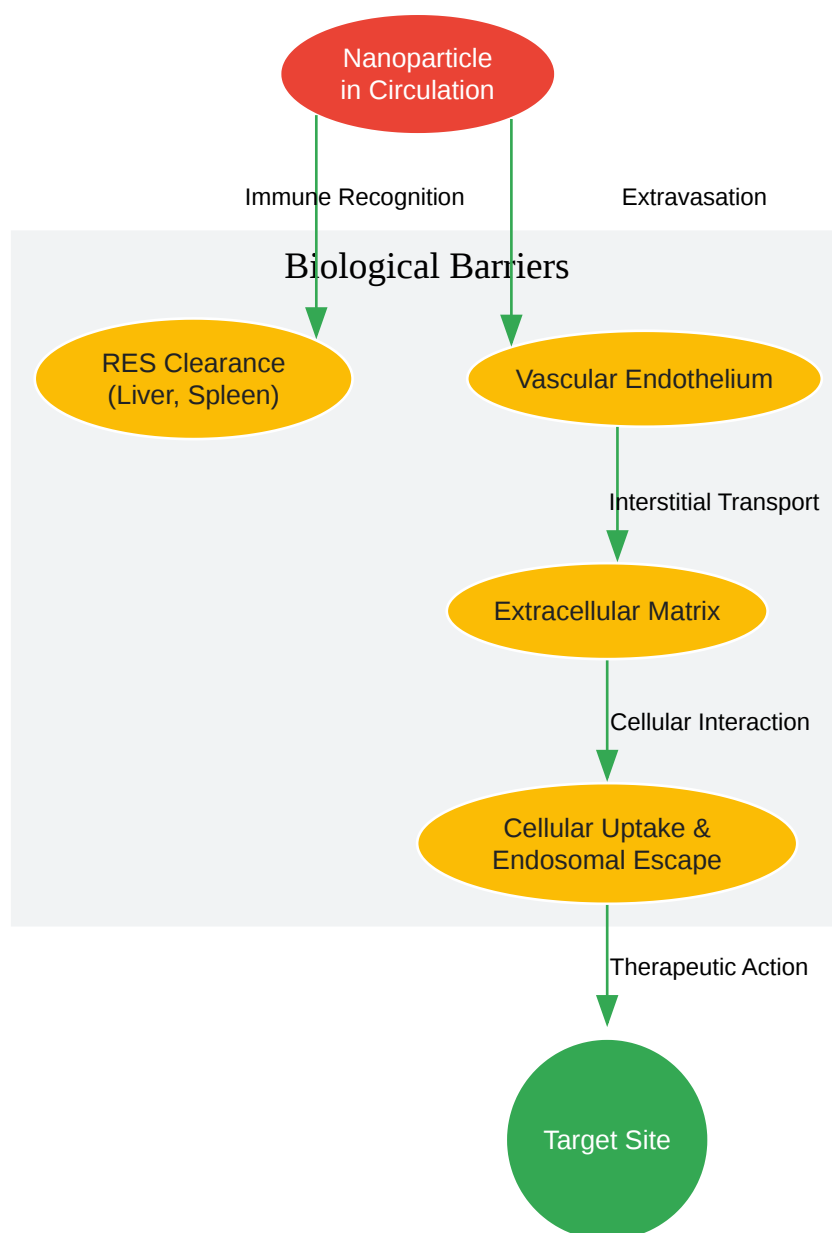 Nanoparticle
in Circulation
Immune Recognition
Extravasation
Biological Barriers
RES Clearance
(Liver, Spleen)
Vascular Endothelium
Interstitial Transport
Extracellular Matrix
Cellular Interaction
Cellular Uptake &
Endosomal Escape
Therapeutic Action
Target Site